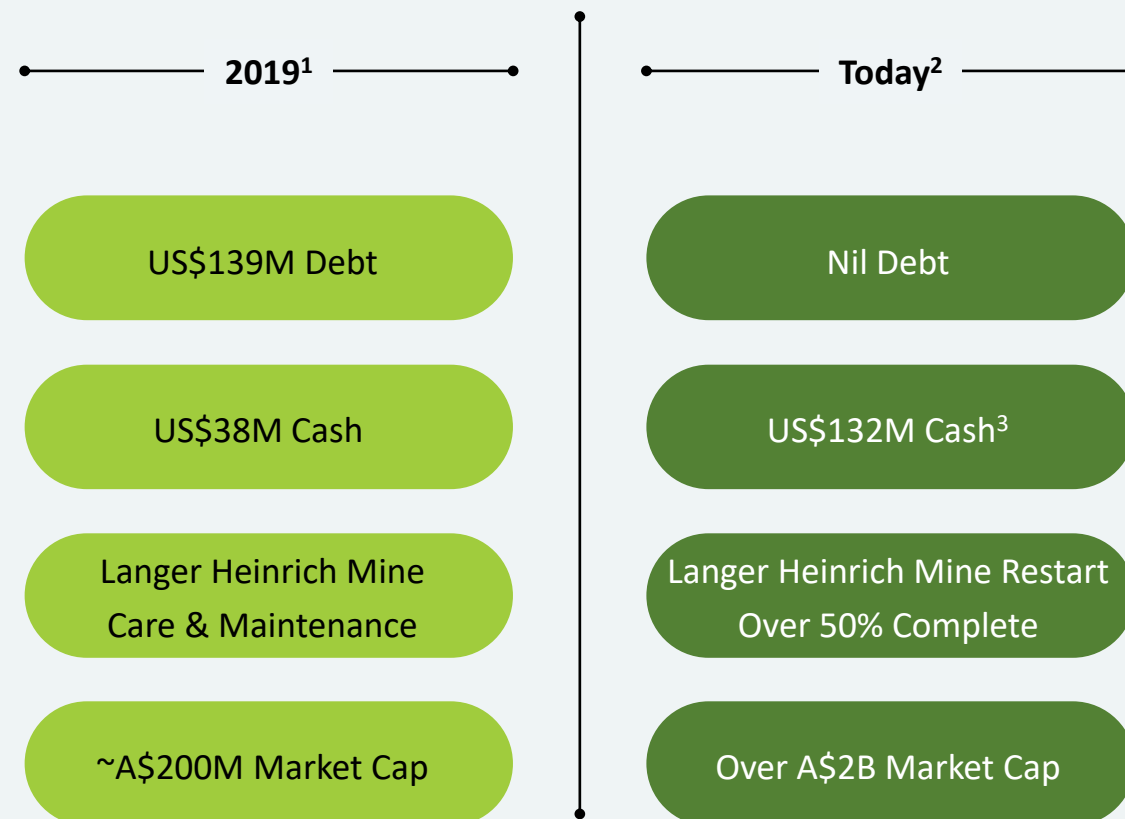 2019¹
Today²
US$139M Debt
Nil Debt
US$38M Cash
US$132M Cash³
Langer Heinrich Mine
Care & Maintenance
Langer Heinrich Mine Restart
Over 50% Complete
~A$200M Market Cap
Over A$2B Market Cap